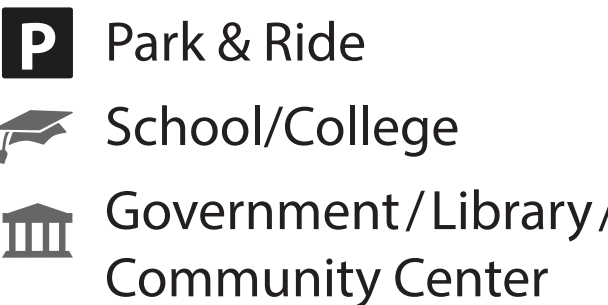 P Park & Ride
School/College
Government/Library/
Community Center